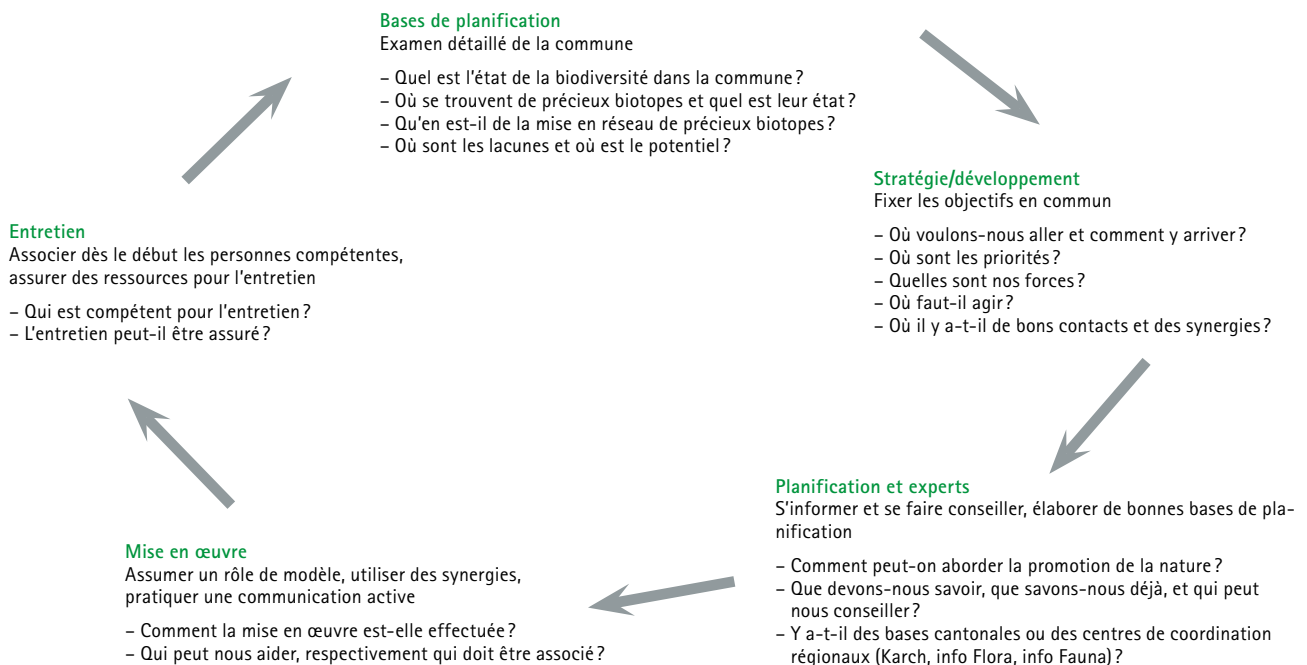 Bases de planification
Examen détaillé de la commune
– Quel est l'état de la biodiversité dans la commune ?
– Où se trouvent de précieux biotopes et quel est leur état ?
– Qu'en est-il de la mise en réseau de précieux biotopes ?
– Où sont les lacunes et où est le potentiel ?
Stratégie/développement
Fixer les objectifs en commun
– Où voulons-nous aller et comment y arriver ?
– Où sont les priorités ?
– Quelles sont nos forces ?
– Où faut-il agir ?
– Où il y a-t-il de bons contacts et des synergies ?
Planification et experts
S'informer et se faire conseiller, élaborer de bonnes bases de pla-
nification
– Comment peut-on aborder la promotion de la nature ?
– Que devons-nous savoir, que savons-nous déjà, et qui peut
nous conseiller ?
– Y a-t-il des bases cantonales ou des centres de coordination
régionaux (Karch, info Flora, info Fauna) ?
Mise en œuvre
Assumer un rôle de modèle, utiliser des synergies,
pratiquer une communication active
– Comment la mise en œuvre est-elle effectuée ?
– Qui peut nous aider, respectivement qui doit être associé ?
Entretien
Associer dès le début les personnes compétentes,
assurer des ressources pour l'entretien
– Qui est compétent pour l'entretien ?
– L'entretien peut-il être assuré ?